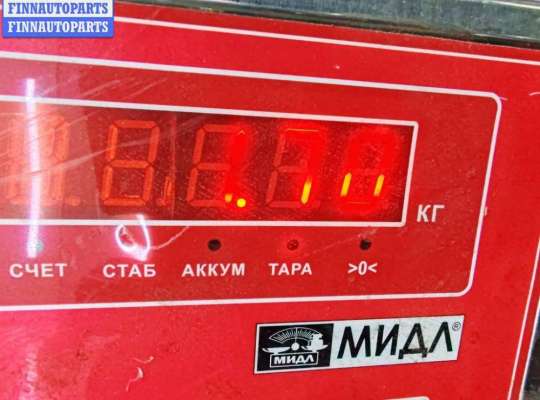 FINNAUTOPARTS
FINNAUTOPARTS
КГ
СЧЕТ СТАБ АККУМ ТАРА >0<
МИДЛ МИДЛ®